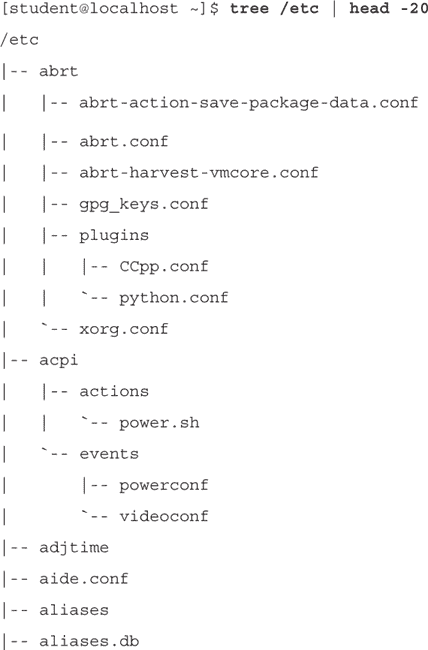 [student@localhost ~]$ tree /etc | head -20
/etc
|-- abrt
|   |-- abrt-action-save-package-data.conf
|   |-- abrt.conf
|   |-- abrt-harvest-vmcore.conf
|   |-- gpg_keys.conf
|   |-- plugins
|   |   |-- CCpp.conf
|   |   `-- python.conf
|   `-- xorg.conf
|-- acpi
|   |-- actions
|   |   `-- power.sh
|   `-- events
|       |-- powerconf
|       `-- videoconf
|-- adjtime
|-- aide.conf
|-- aliases
|-- aliases.db